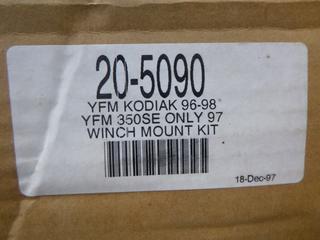 20-5090
YFM KODIAK 96-98
YFM 350SE ONLY 97
WINCH MOUNT KIT
18-Dec-97